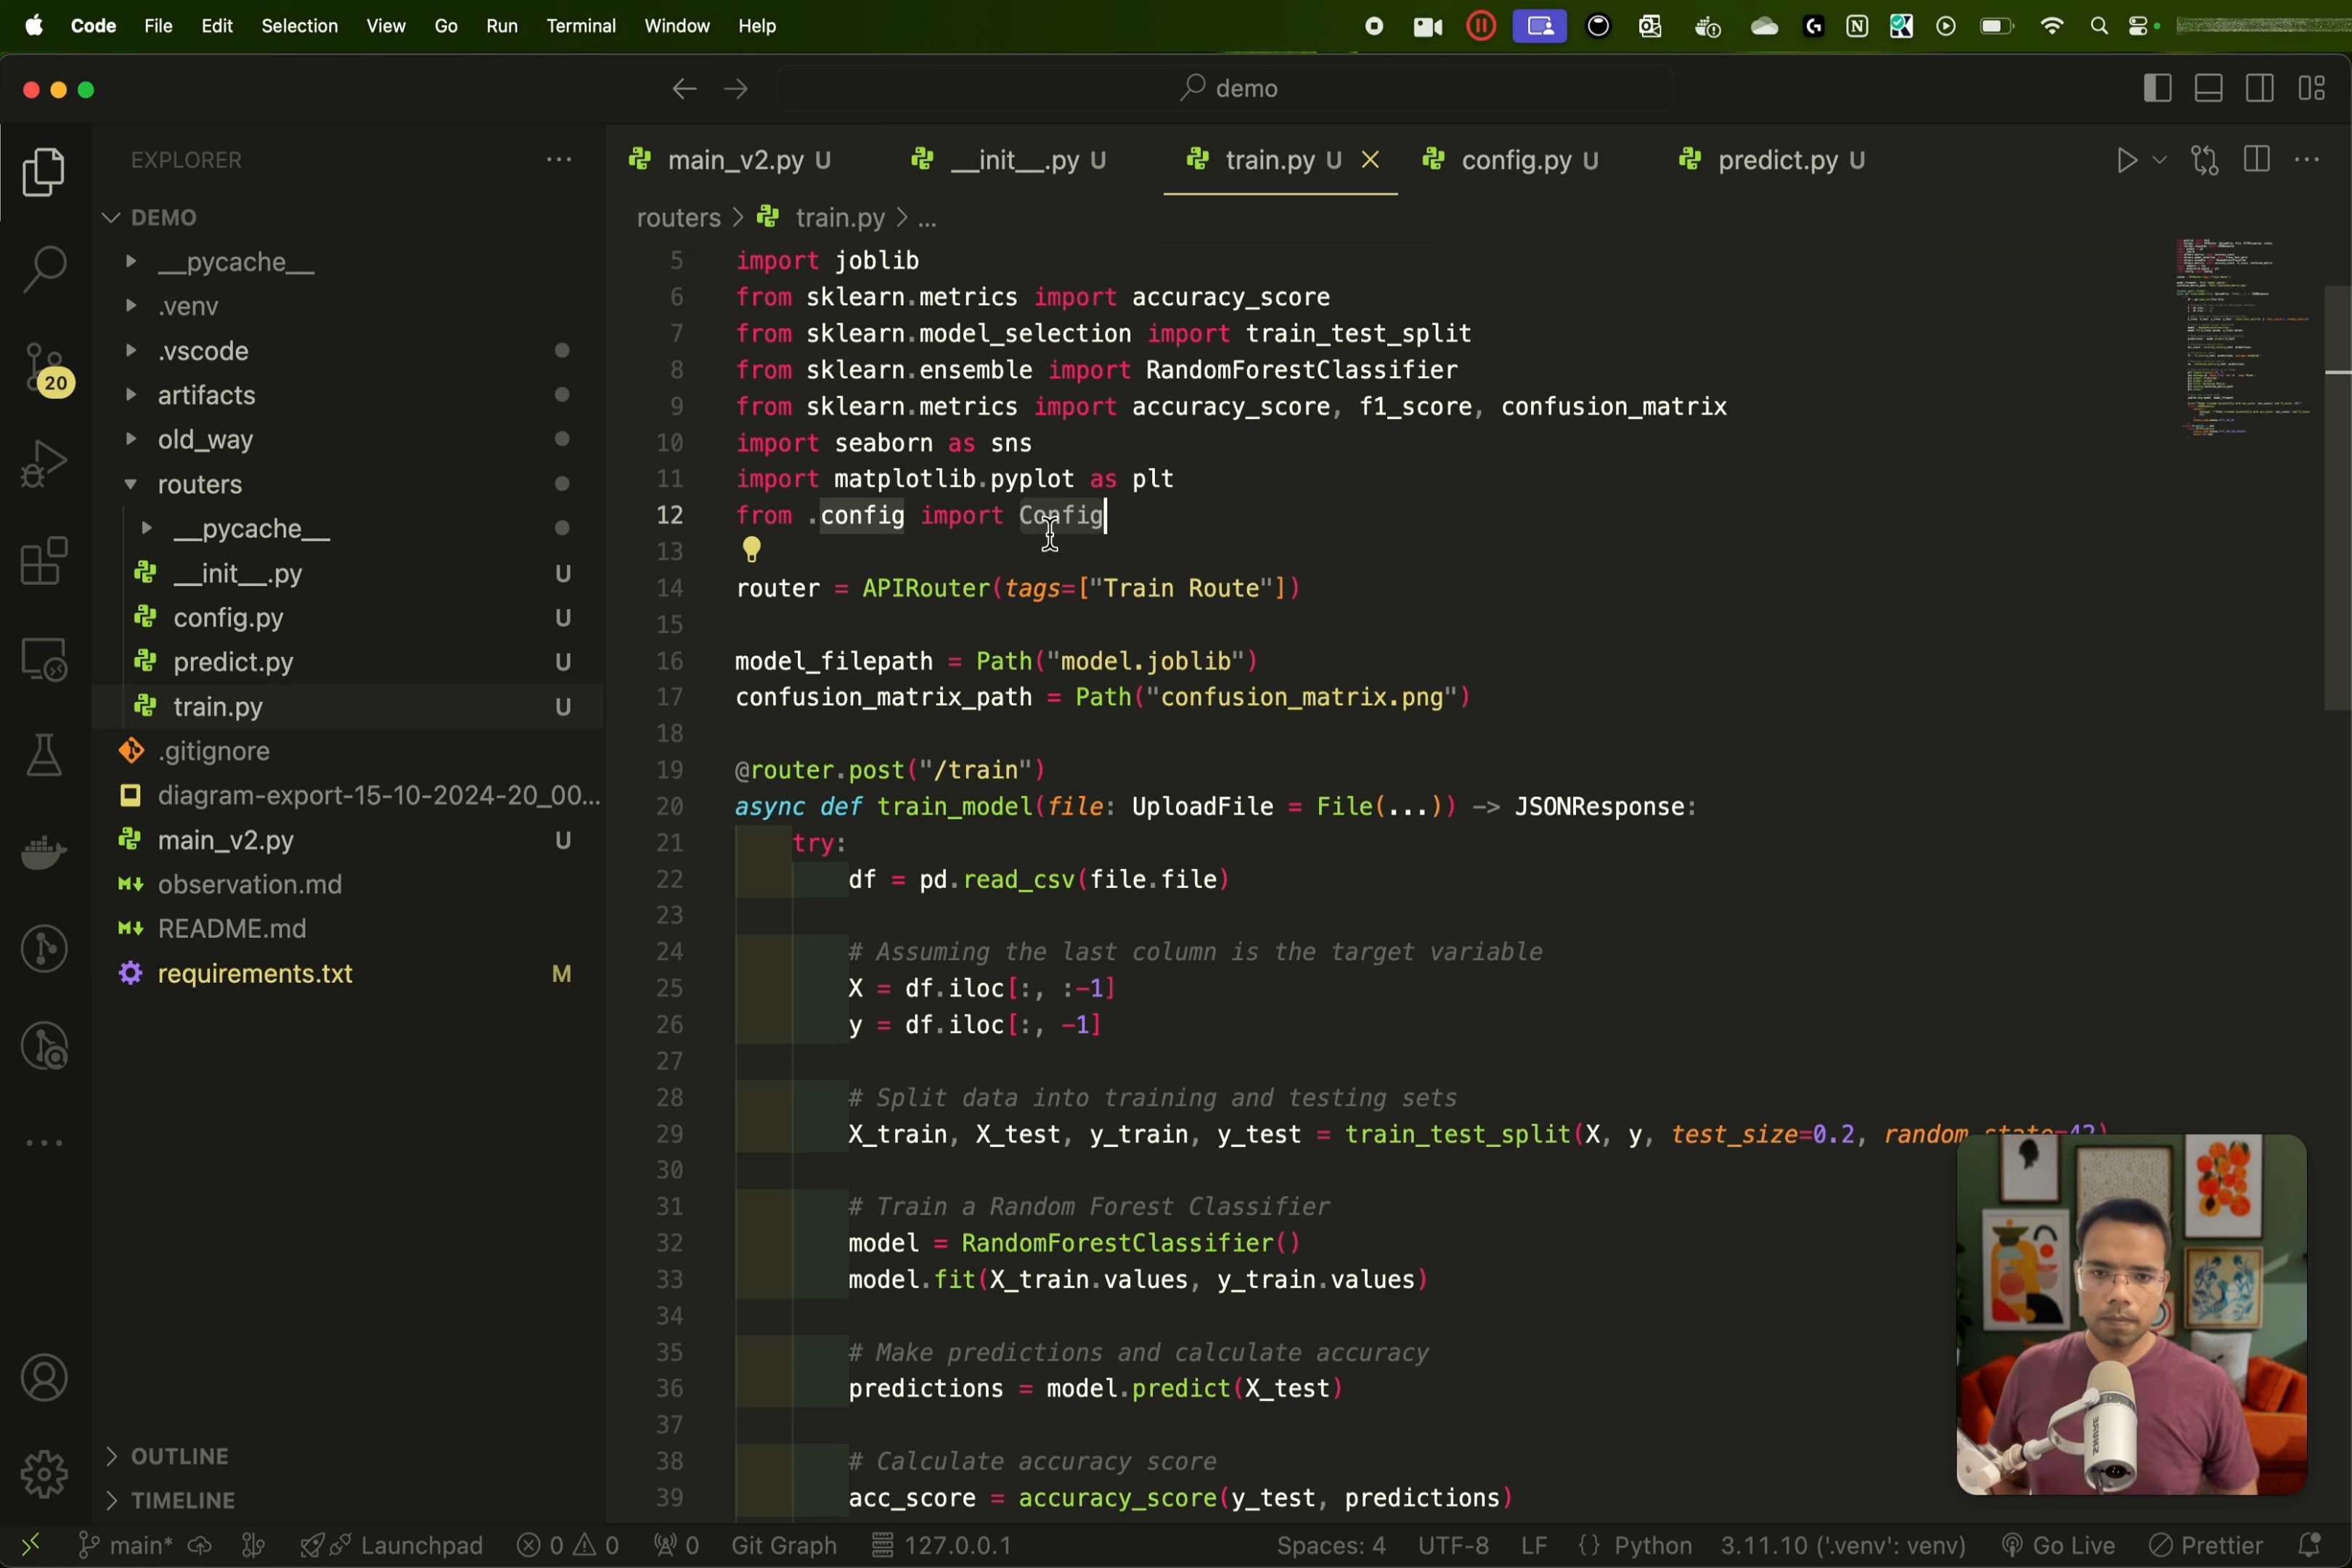 Code File Edit Selection View Go Run Terminal Window Help
demo
EXPLORER
DEMO
__pycache__
.venv
.vscode
artifacts
old_way
routers
__pycache__
__init__.py U
config.py U
predict.py U
train.py U
.gitignore
diagram-export-15-10-2024-20_00...
main_v2.py U
observation.md
README.md
requirements.txt M
OUTLINE
TIMELINE
20
main_v2.py U __init__.py U train.py U config.py U predict.py U
routers > train.py > ...
5 import joblib
6 from sklearn.metrics import accuracy_score
7 from sklearn.model_selection import train_test_split
8 from sklearn.ensemble import RandomForestClassifier
9 from sklearn.metrics import accuracy_score, f1_score, confusion_matrix
10 import seaborn as sns
11 import matplotlib.pyplot as plt
12 from .config import Config
13
14 router = APIRouter(tags=["Train Route"])
15
16 model_filepath = Path("model.joblib")
17 confusion_matrix_path = Path("confusion_matrix.png")
18
19 @router.post("/train")
20 async def train_model(file: UploadFile = File(...)) -> JSONResponse:
21 try:
22 df = pd.read_csv(file.file)
23
24 # Assuming the last column is the target variable
25 X = df.iloc[:, :-1]
26 y = df.iloc[:, -1]
27
28 # Split data into training and testing sets
29 X_train, X_test, y_train, y_test = train_test_split(X, y, test_size=0.2, random_state=42)
30
31 # Train a Random Forest Classifier
32 model = RandomForestClassifier()
33 model.fit(X_train.values, y_train.values)
34
35 # Make predictions and calculate accuracy
36 predictions = model.predict(X_test)
37
38 # Calculate accuracy score
39 acc_score = accuracy_score(y_test, predictions)
main* Launchpad 0 0 0 Git Graph 127.0.0.1 Spaces: 4 UTF-8 LF {} Python 3.11.10 ('.venv': venv) Go Live Prettier